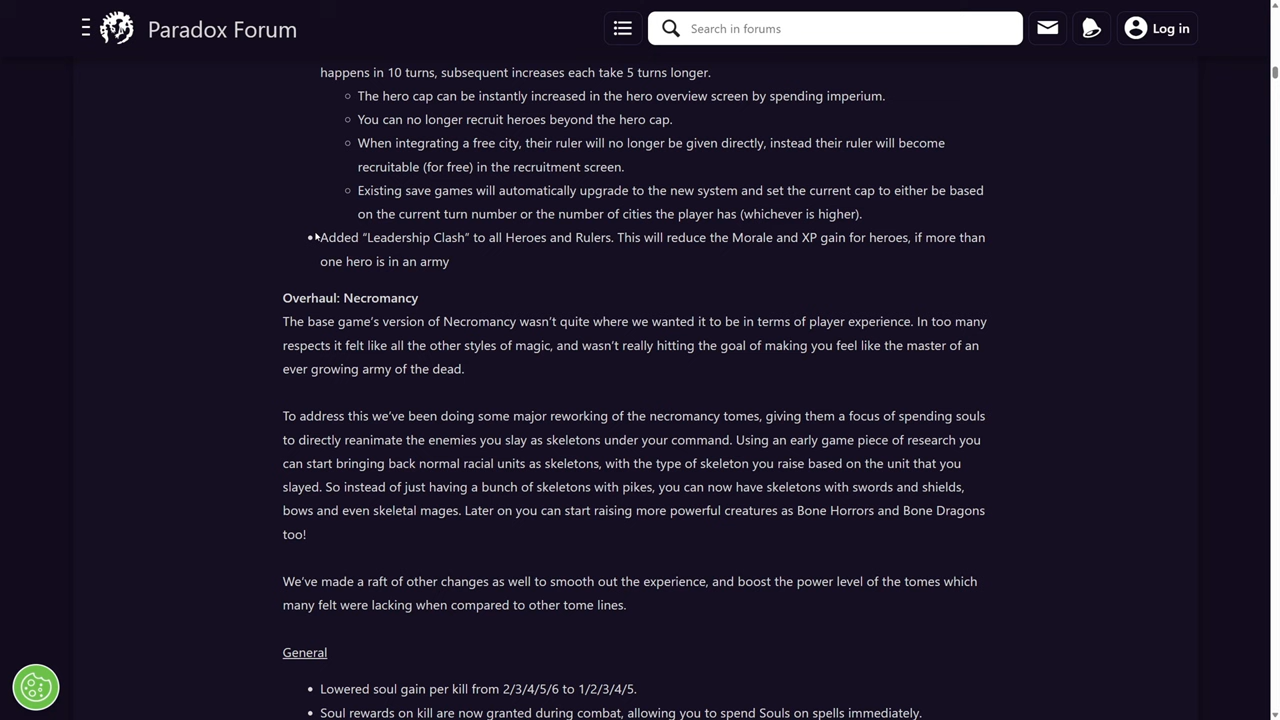 Paradox Forum
Search in forums
Log in
happens in 10 turns, subsequent increases each take 5 turns longer.
The hero cap can be instantly increased in the hero overview screen by spending imperium.
You can no longer recruit heroes beyond the hero cap.
When integrating a free city, their ruler will no longer be given directly, instead their ruler will become
recruitable (for free) in the recruitment screen.
Existing save games will automatically upgrade to the new system and set the current cap to either be based
on the current turn number or the number of cities the player has (whichever is higher).
Added “Leadership Clash” to all Heroes and Rulers. This will reduce the Morale and XP gain for heroes, if more than
one hero is in an army
Overhaul: Necromancy
The base game’s version of Necromancy wasn’t quite where we wanted it to be in terms of player experience. In too many
respects it felt like all the other styles of magic, and wasn’t really hitting the goal of making you feel like the master of an
ever growing army of the dead.
To address this we’ve been doing some major reworking of the necromancy tomes, giving them a focus of spending souls
to directly reanimate the enemies you slay as skeletons under your command. Using an early game piece of research you
can start bringing back normal racial units as skeletons, with the type of skeleton you raise based on the unit that you
slayed. So instead of just having a bunch of skeletons with pikes, you can now have skeletons with swords and shields,
bows and even skeletal mages. Later on you can start raising more powerful creatures as Bone Horrors and Bone Dragons
too!
We’ve made a raft of other changes as well to smooth out the experience, and boost the power level of the tomes which
many felt were lacking when compared to other tome lines.
General
Lowered soul gain per kill from 2/3/4/5/6 to 1/2/3/4/5.
Soul rewards on kill are now granted during combat, allowing you to spend Souls on spells immediately.